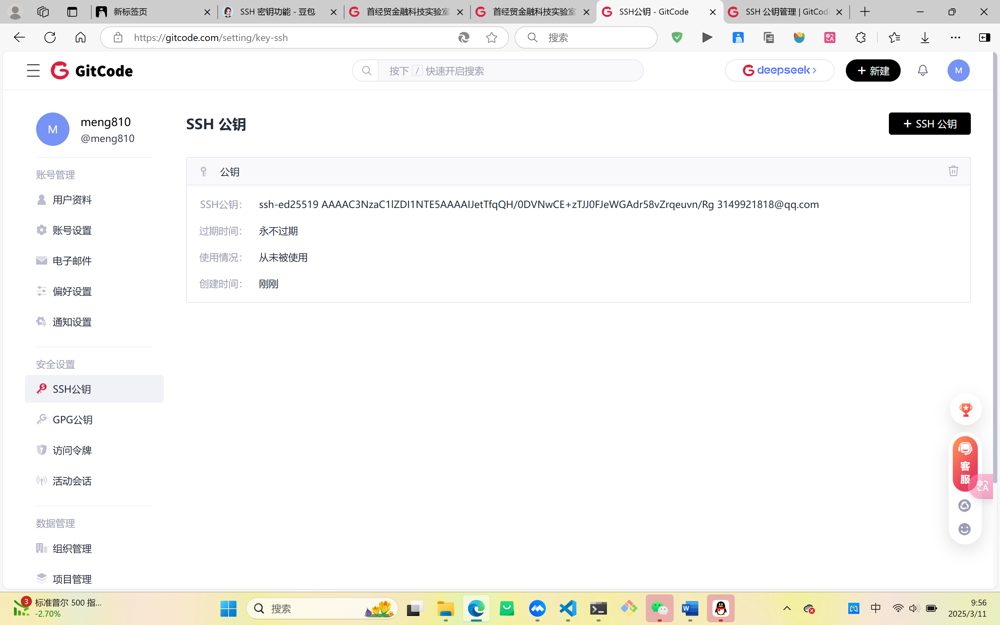 新标签页
SSH 密钥功能 - 豆包
首经贸金融科技实验室
首经贸金融科技实验室
SSH公钥 - GitCode
SSH 公钥管理 | GitCod
https://gitcode.com/setting/key-ssh
搜索
GitCode
按下 / 快速开启搜索
deepseek
新建
M
M
meng810
@meng810
账号管理
用户资料
账号设置
电子邮件
偏好设置
通知设置
安全设置
SSH公钥
GPG公钥
访问令牌
活动会话
数据管理
组织管理
项目管理
SSH 公钥
+ SSH 公钥
公钥
SSH公钥： ssh-ed25519 AAAAC3NzaC1lZDI1NTE5AAAAIJetTfqQH/0DVNwCE+zTJJ0FJeWGAdr58vZrqeuvn/Rg 3149921818@qq.com
过期时间： 永不过期
使用情况： 从未被使用
创建时间： 刚刚
客服
3
标准普尔 500 指...
-2.70%
搜索
中
9:56
2025/3/11